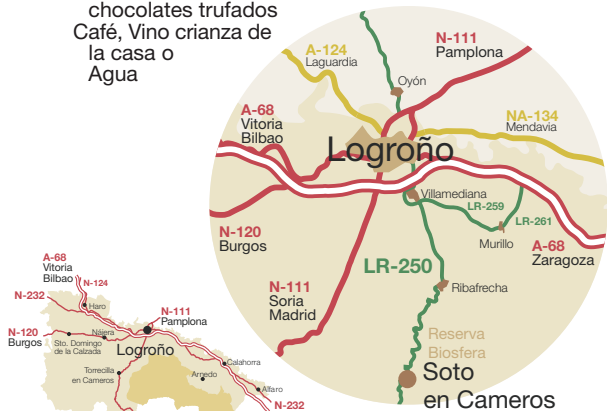 chocolates trufados
Café, Vino crianza de
la casa o
Agua
N-111
Pamplona
A-124
Laguardia
Oyón
A-68
Vitoria
Bilbao
NA-134
Mendavia
Logroño
Villamediana
LR-259
LR-261
Murillo
N-120
Burgos
A-68
Zaragoza
LR-250
N-111
Soria
Madrid
Ribafrecha
Reserva
Biosfera
Soto
en Cameros
A-68
Vitoria
Bilbao
N-124
N-232
Haro
N-111
Pamplona
N-120
Burgos
Nájera
Sto. Domingo
de la Calzada
Logroño
Torrecilla
en Cameros
Arnedo
Calahorra
Alfaro
N-232